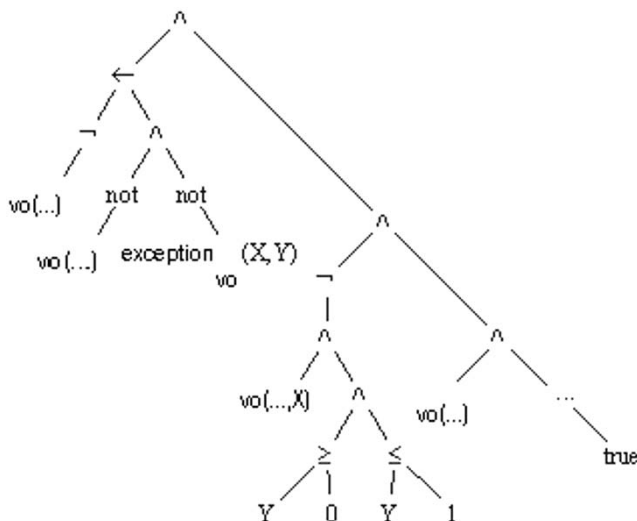 ∧
←
¬ ∧
vo(...) not not
vo(...) exception vo (X,Y)
∧
¬ ∧
∧
vo(...,X) ∧ vo(...) ...
≥ ≤ true
Y 0 Y 1